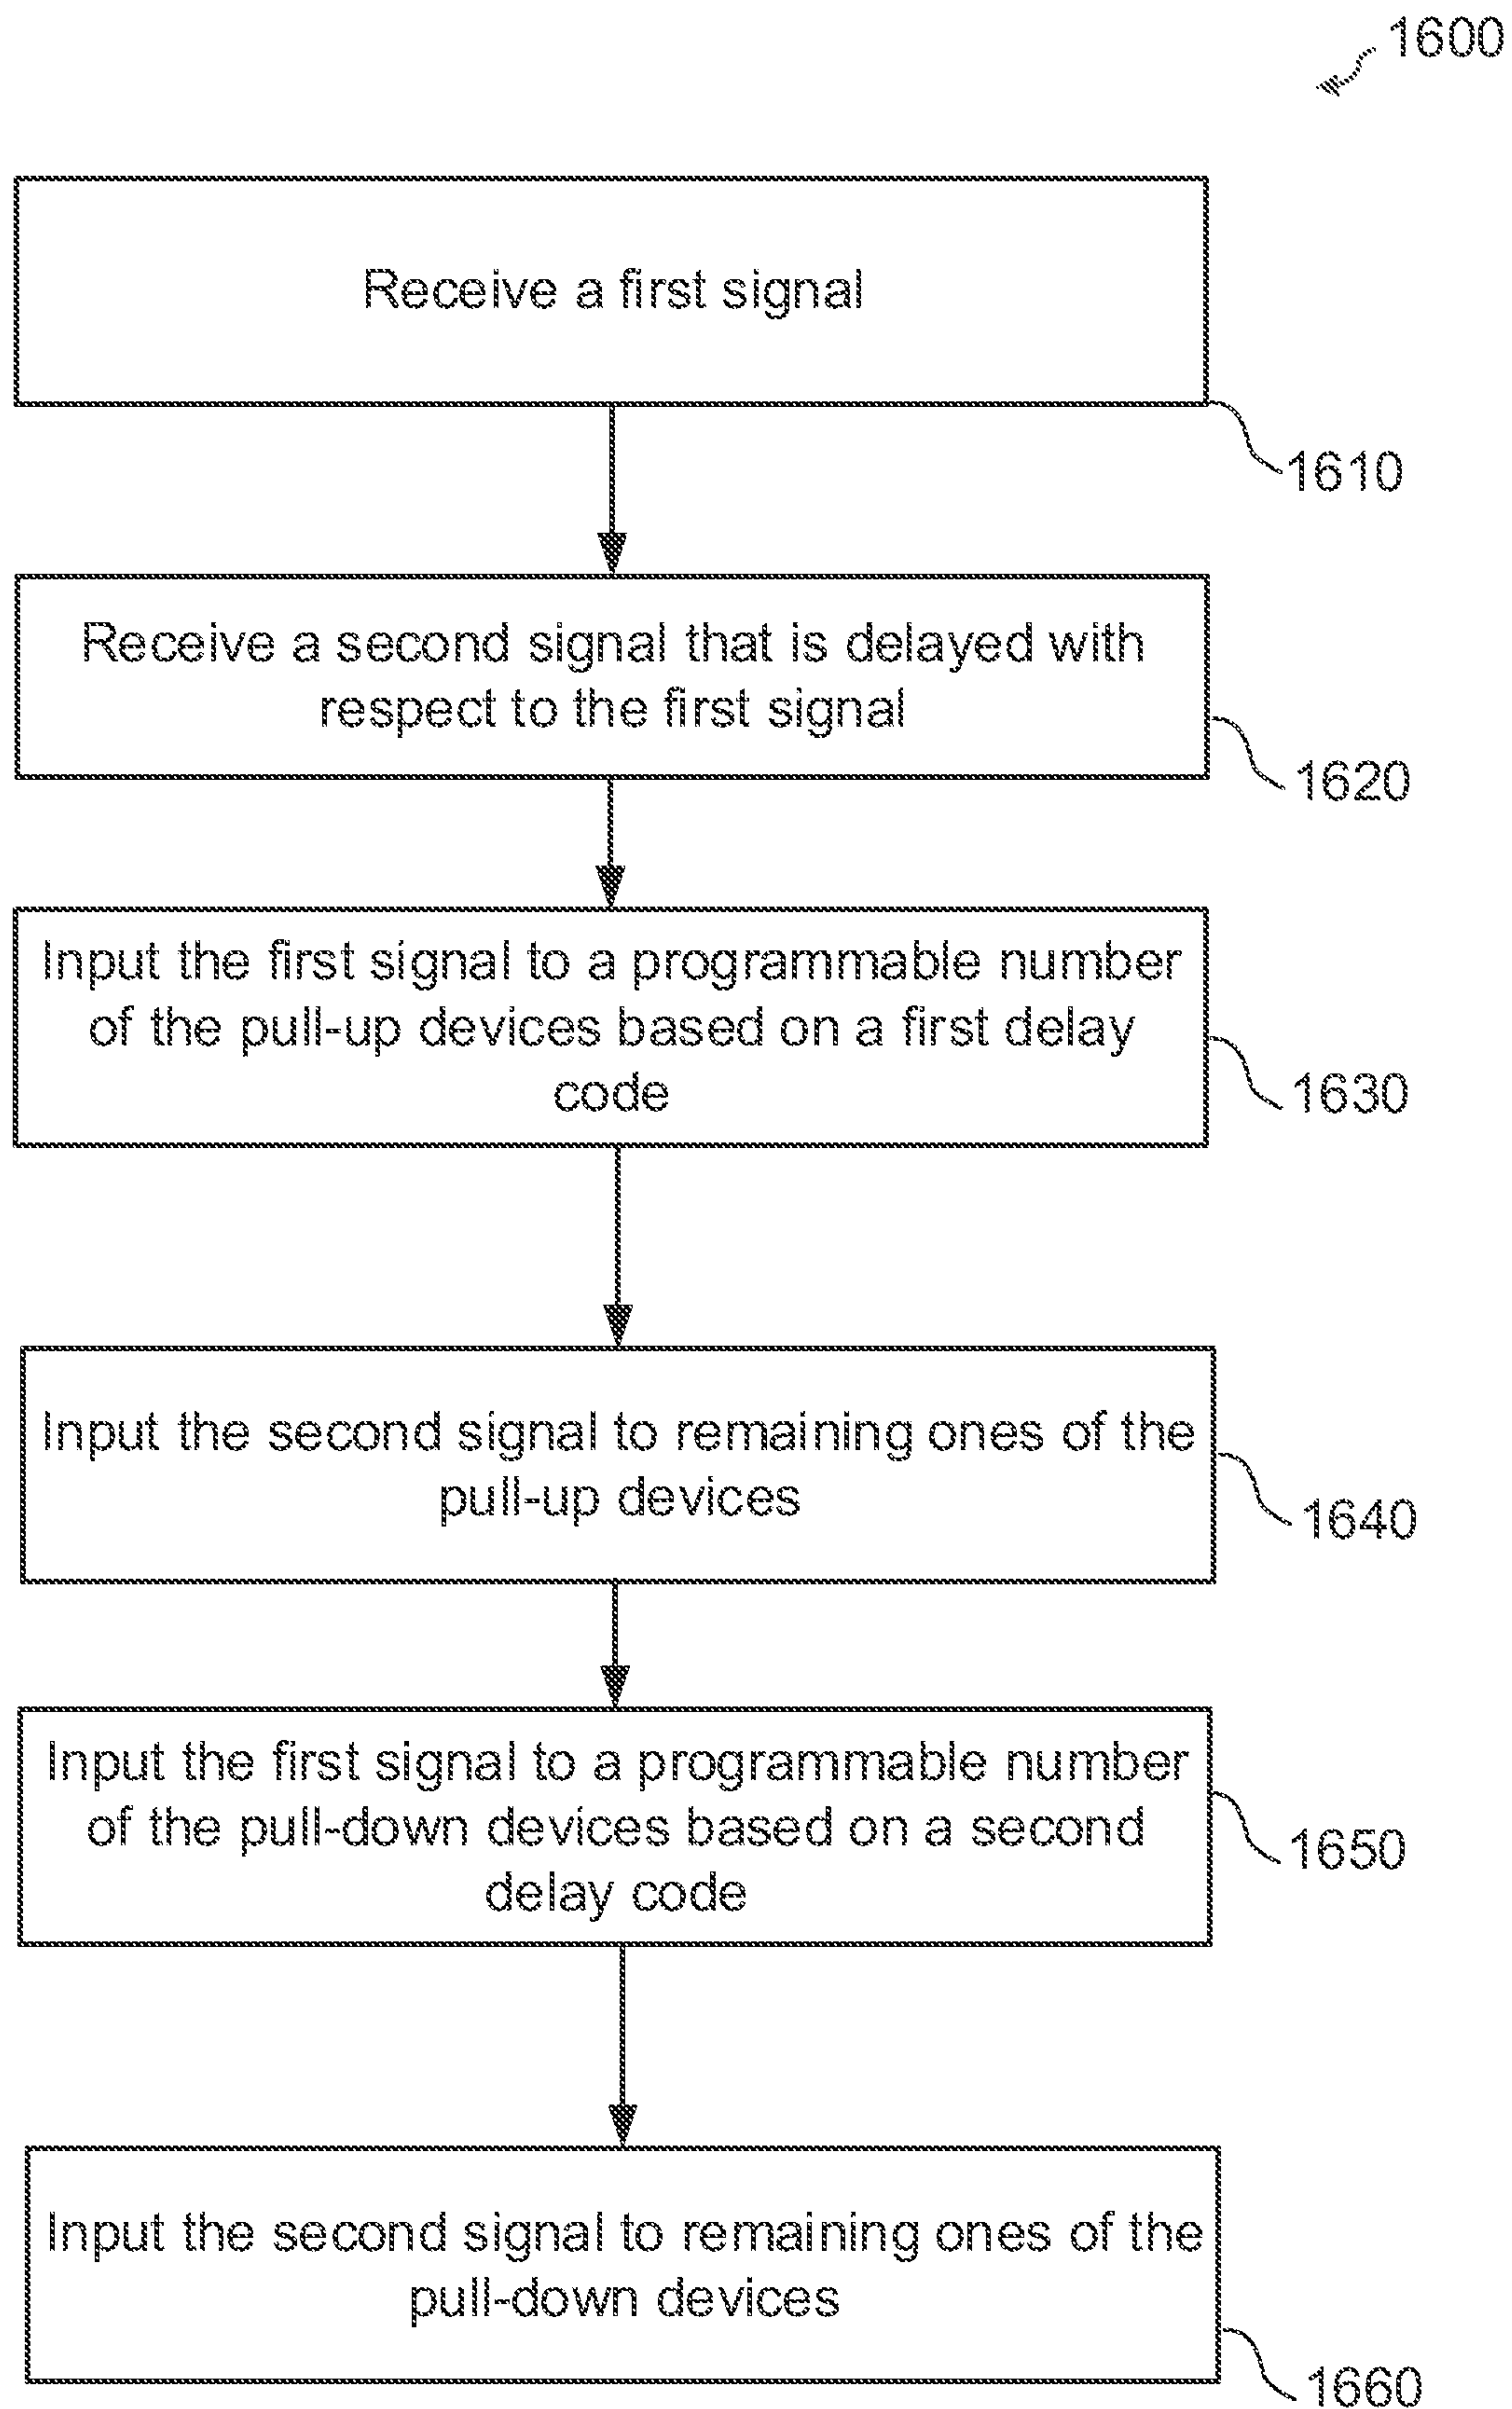 1600
Receive a first signal
1610
Receive a second signal that is delayed with
respect to the first signal
1620
Input the first signal to a programmable number
of the pull-up devices based on a first delay
code
1630
Input the second signal to remaining ones of the
pull-up devices
1640
Input the first signal to a programmable number
of the pull-down devices based on a second
delay code
1650
Input the second signal to remaining ones of the
pull-down devices
1660